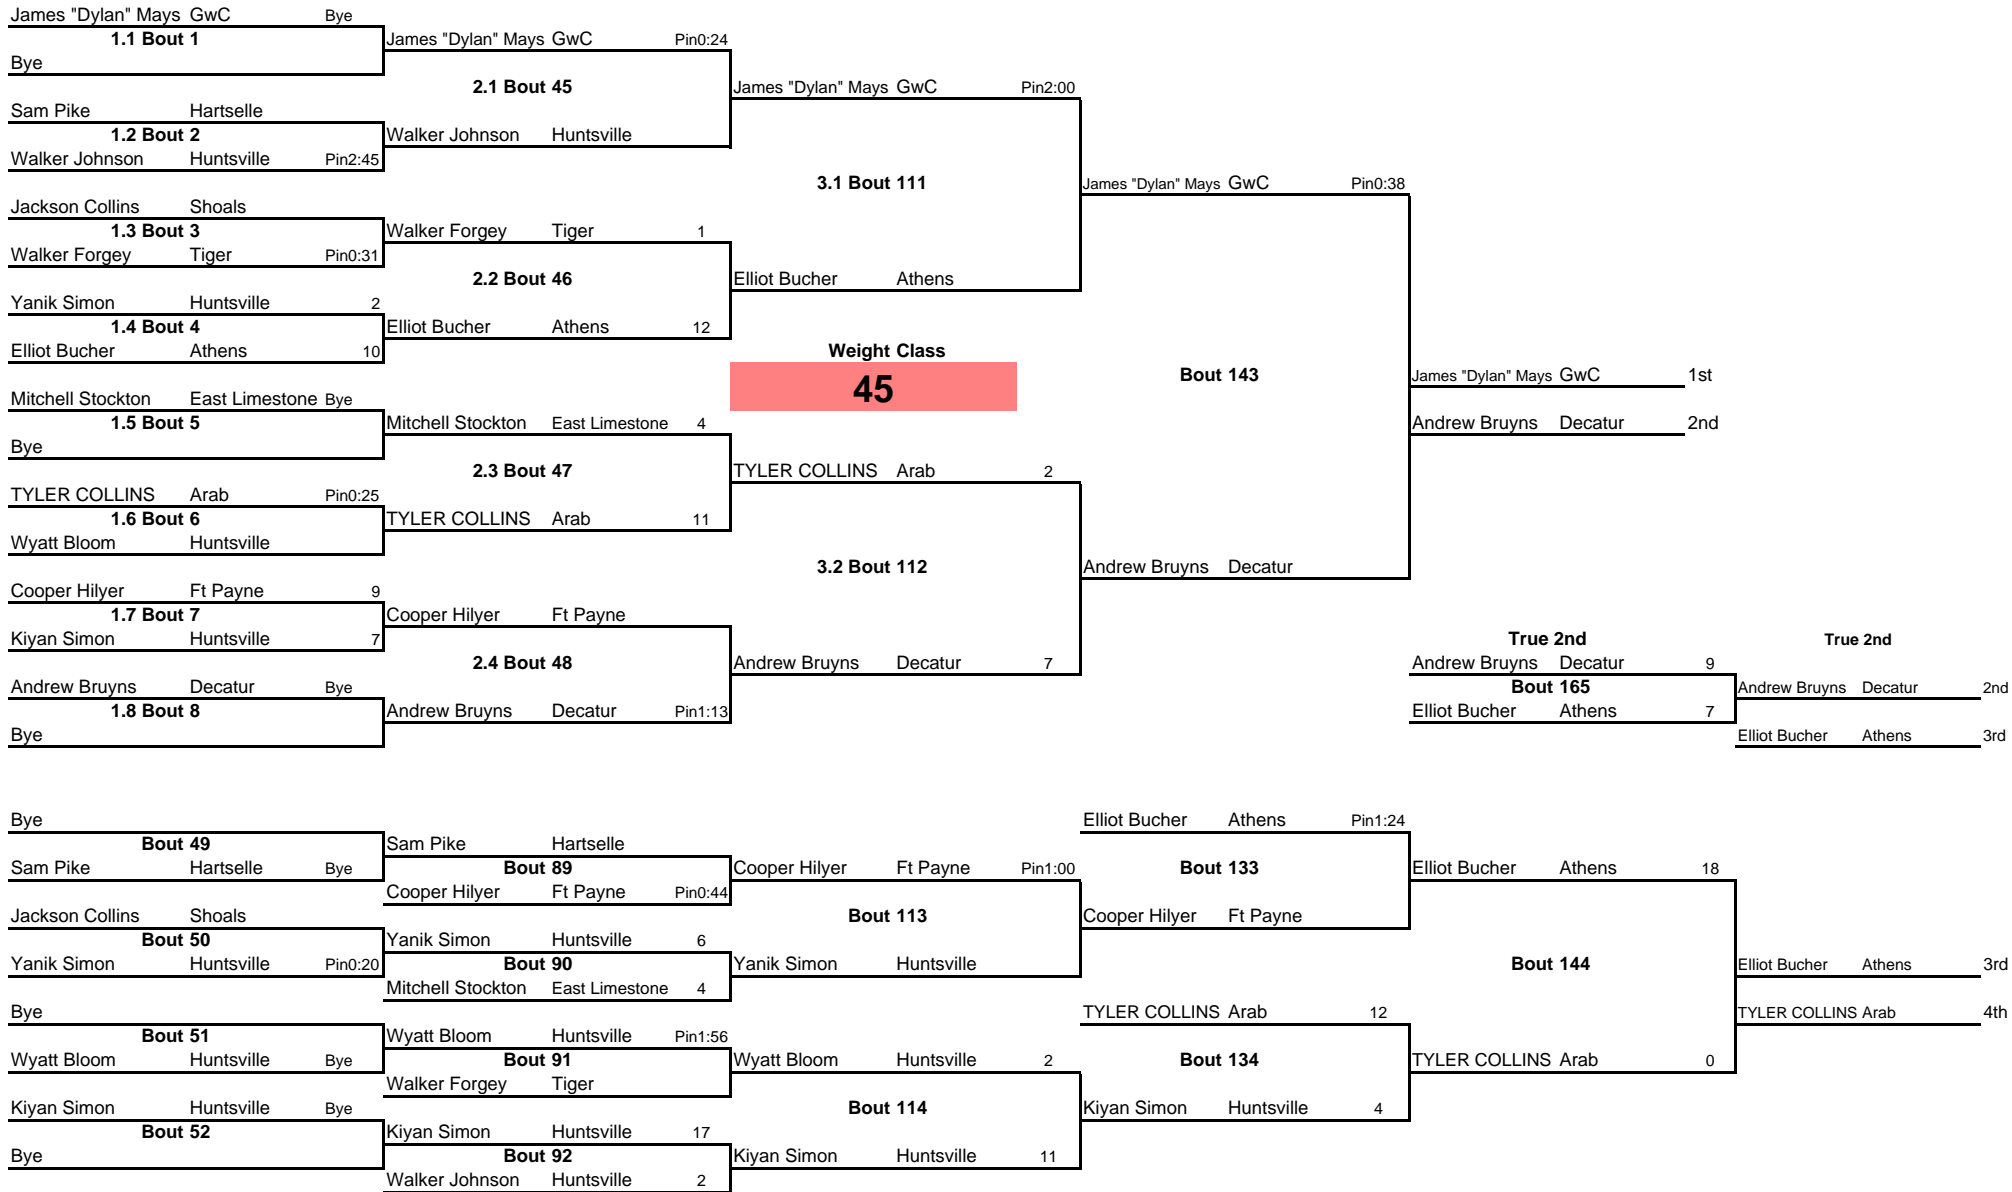 James "Dylan" Mays GwC Bye
1.1 Bout 1
James "Dylan" Mays GwC Pin0:24
Bye
2.1 Bout 45
James "Dylan" Mays GwC Pin2:00
Sam Pike Hartselle
1.2 Bout 2
Walker Johnson Huntsville
Walker Johnson Huntsville Pin2:45
3.1 Bout 111
James "Dylan" Mays GwC Pin0:38
Jackson Collins Shoals
1.3 Bout 3
Walker Forgey Tiger 1
Walker Forgey Tiger Pin0:31
2.2 Bout 46
Elliot Bucher Athens
Yanik Simon Huntsville 2
1.4 Bout 4
Elliot Bucher Athens 12
Elliot Bucher Athens 10
Weight Class
45
Bout 143
James "Dylan" Mays GwC 1st
Mitchell Stockton East Limestone Bye
1.5 Bout 5
Mitchell Stockton East Limestone 4
Andrew Bruyns Decatur 2nd
Bye
2.3 Bout 47
TYLER COLLINS Arab 2
TYLER COLLINS Arab Pin0:25
1.6 Bout 6
TYLER COLLINS Arab 11
Wyatt Bloom Huntsville
3.2 Bout 112
Andrew Bruyns Decatur
Cooper Hilyer Ft Payne 9
1.7 Bout 7
Cooper Hilyer Ft Payne
Kiyan Simon Huntsville 7
True 2nd
True 2nd
2.4 Bout 48
Andrew Bruyns Decatur 7
Andrew Bruyns Decatur 9
Andrew Bruyns Decatur Bye
Bout 165
Andrew Bruyns Decatur 2nd
1.8 Bout 8
Andrew Bruyns Decatur Pin1:13
Elliot Bucher Athens 7
Bye
Elliot Bucher Athens 3rd
Bye
Elliot Bucher Athens Pin1:24
Bout 49
Sam Pike Hartselle
Sam Pike Hartselle Bye
Bout 89
Cooper Hilyer Ft Payne Pin1:00
Bout 133
Elliot Bucher Athens 18
Cooper Hilyer Ft Payne Pin0:44
Jackson Collins Shoals
Bout 113
Cooper Hilyer Ft Payne
Bout 50
Yanik Simon Huntsville 6
Yanik Simon Huntsville Pin0:20
Bout 90
Yanik Simon Huntsville
Bout 144
Elliot Bucher Athens 3rd
Mitchell Stockton East Limestone 4
Bye
TYLER COLLINS Arab 12
TYLER COLLINS Arab 4th
Bout 51
Wyatt Bloom Huntsville Pin1:56
Wyatt Bloom Huntsville Bye
Bout 91
Wyatt Bloom Huntsville 2
Bout 134
TYLER COLLINS Arab 0
Walker Forgey Tiger
Kiyan Simon Huntsville Bye
Bout 114
Kiyan Simon Huntsville 4
Bout 52
Kiyan Simon Huntsville 17
Bye
Bout 92
Kiyan Simon Huntsville 11
Walker Johnson Huntsville 2